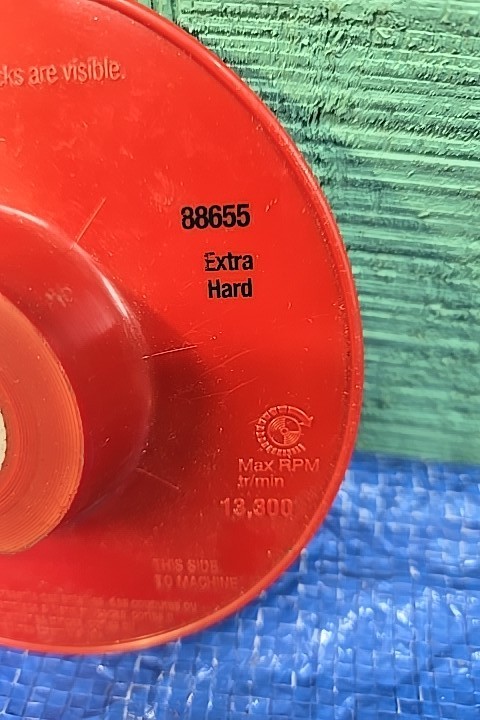 cks are visible.
88655
Extra
Hard
Max RPM
tr/min
13,300
THIS SIDE
TO MACHINE